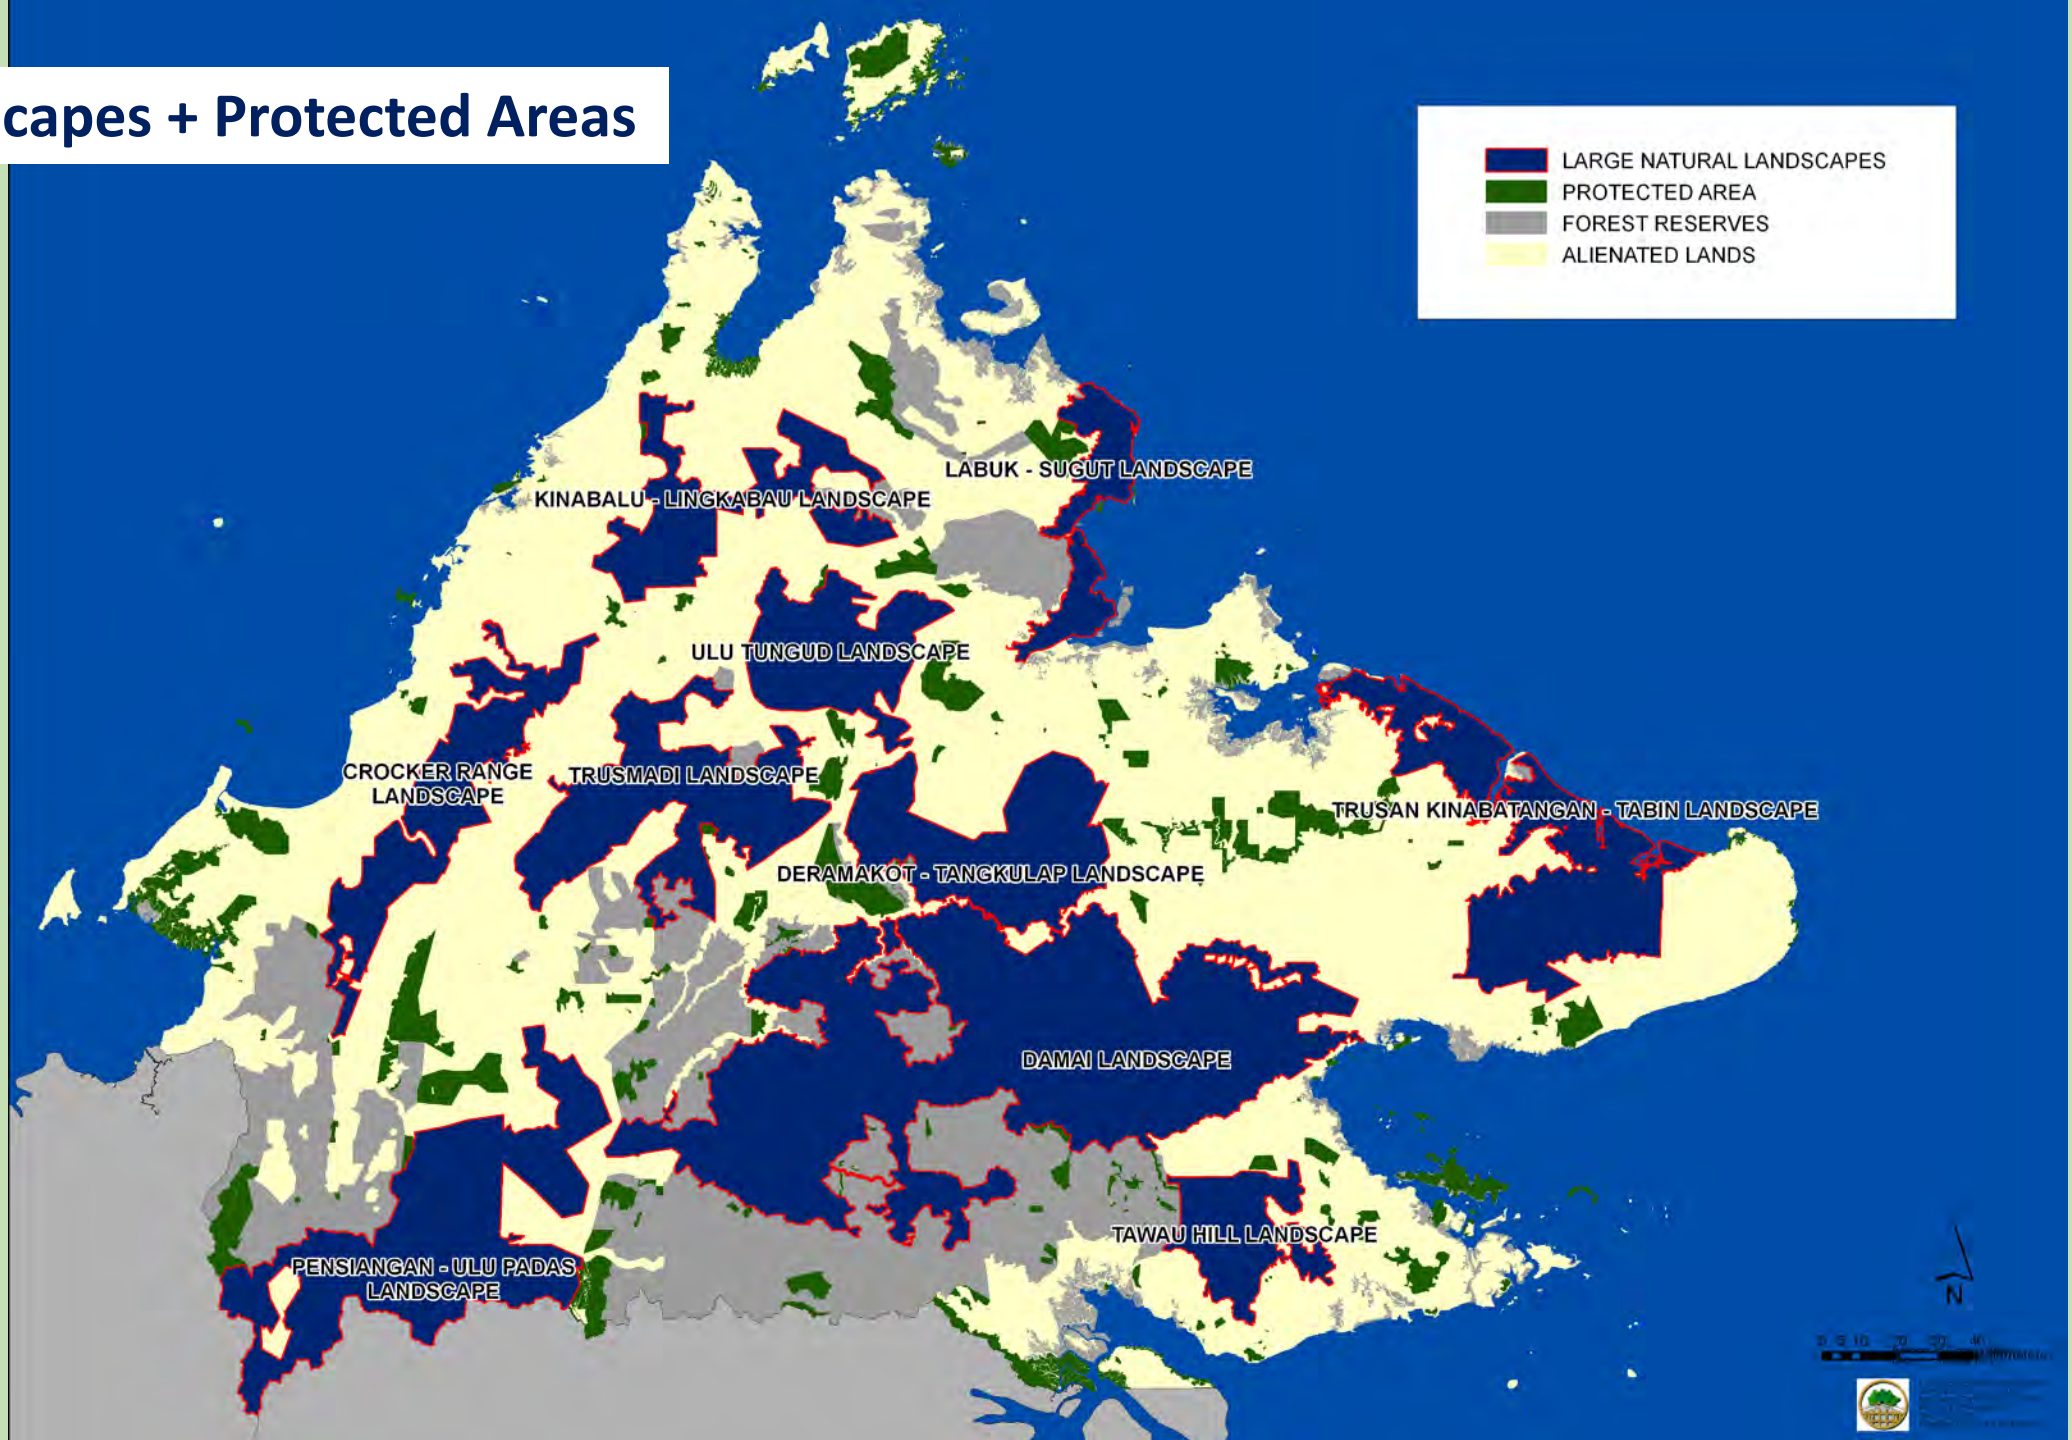 capes + Protected Areas
LARGE NATURAL LANDSCAPES
PROTECTED AREA
FOREST RESERVES
ALIENATED LANDS
LABUK - SUGUT LANDSCAPE
KINABALU - LINGKABAU LANDSCAPE
ULU TUNGUD LANDSCAPE
CROCKER RANGE
LANDSCAPE
TRUSMADI LANDSCAPE
TRUSAN KINABATANGAN - TABIN LANDSCAPE
DERAMAKOT - TANGKULAP LANDSCAPE
DAMAI LANDSCAPE
TAWAU HILL LANDSCAPE
PENSIANGAN - ULU PADAS
LANDSCAPE
N